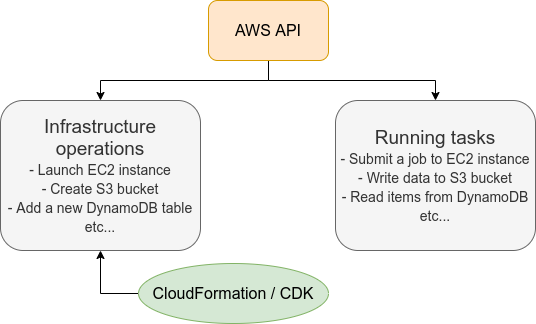 AWS API
Infrastructure
operations
- Launch EC2 instance
- Create S3 bucket
- Add a new DynamoDB table
etc...
Running tasks
- Submit a job to EC2 instance
- Write data to S3 bucket
- Read items from DynamoDB
etc...
CloudFormation / CDK